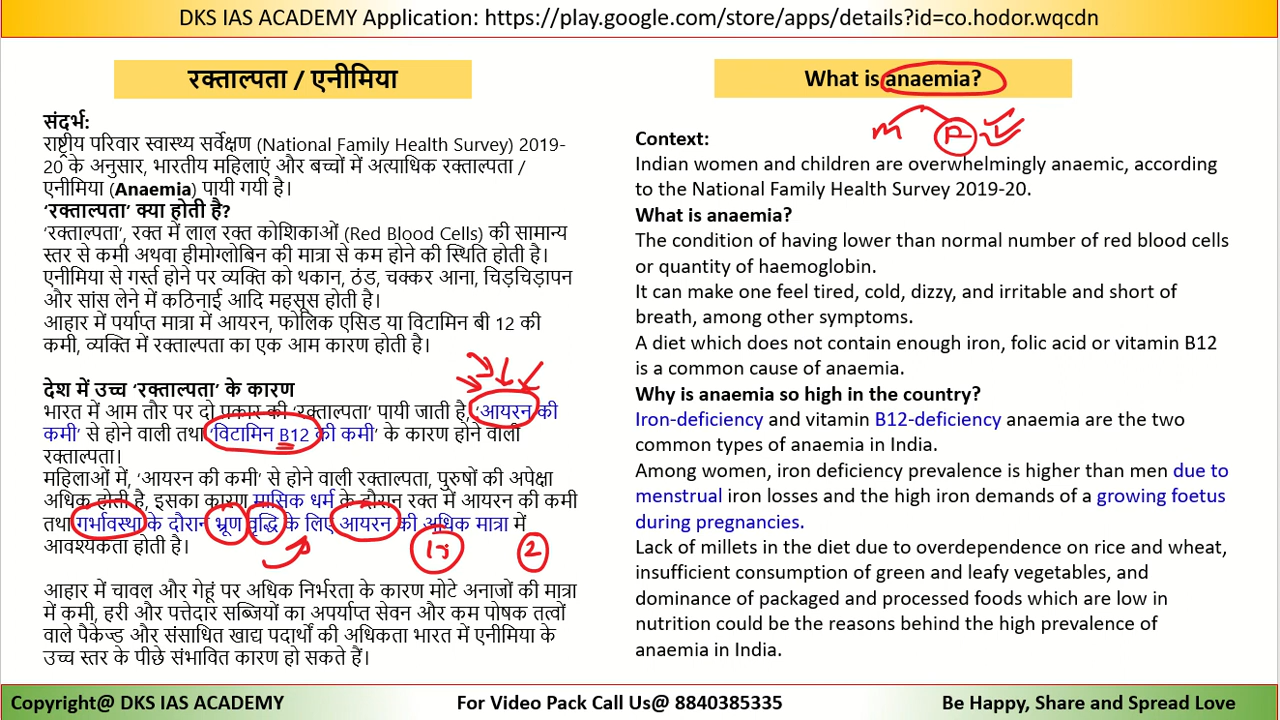 DKS IAS ACADEMY Application: https://play.google.com/store/apps/details?id=co.hodor.wqcdn
रक्ताल्पता / एनीमिया
संदर्भ:
राष्ट्रीय परिवार स्वास्थ्य सर्वेक्षण (National Family Health Survey) 2019-
20 के अनुसार, भारतीय महिलाएं और बच्चों में अत्याधिक रक्ताल्पता /
एनीमिया (Anaemia) पायी गयी है।
‘रक्ताल्पता’ क्या होती है?
‘रक्ताल्पता’, रक्त में लाल रक्त कोशिकाओं (Red Blood Cells) की सामान्य
स्तर से कमी अथवा हीमोग्लोबिन की मात्रा से कम होने की स्थिति होती है।
एनीमिया से गर्स्त होने पर व्यक्ति को थकान, ठंड, चक्कर आना, चिड़चिड़ापन
और सांस लेने में कठिनाई आदि महसूस होती है।
आहार में पर्याप्त मात्रा में आयरन, फोलिक एसिड या विटामिन बी 12 की
कमी, व्यक्ति में रक्ताल्पता का एक आम कारण होती है।
देश में उच्च ‘रक्ताल्पता’ के कारण
भारत में आम तौर पर दो प्रकार की ‘रक्ताल्पता’ पायी जाती है, ‘आयरन की
कमी’ से होने वाली तथा ‘विटामिन B12 की कमी’ के कारण होने वाली
रक्ताल्पता।
महिलाओं में, ‘आयरन की कमी’ से होने वाली रक्ताल्पता, पुरुषों की अपेक्षा
अधिक होती है, इसका कारण मासिक धर्म के दौरान रक्त में आयरन की कमी
तथा गर्भावस्था के दौरान भ्रूण वृद्धि के लिए आयरन की अधिक मात्रा में
आवश्यकता होती है।
2
आहार में चावल और गेहूं पर अधिक निर्भरता के कारण मोटे अनाजों की मात्रा
में कमी, हरी और पत्तेदार सब्जियों का अपर्याप्त सेवन और कम पोषक तत्वों
वाले पैकेज्ड और संसाधित खाद्य पदार्थों की अधिकता भारत में एनीमिया के
उच्च स्तर के पीछे संभावित कारण हो सकते हैं।
What is anaemia?
m F
Context:
Indian women and children are overwhelmingly anaemic, according
to the National Family Health Survey 2019-20.
What is anaemia?
The condition of having lower than normal number of red blood cells
or quantity of haemoglobin.
It can make one feel tired, cold, dizzy, and irritable and short of
breath, among other symptoms.
A diet which does not contain enough iron, folic acid or vitamin B12
is a common cause of anaemia.
Why is anaemia so high in the country?
Iron-deficiency and vitamin B12-deficiency anaemia are the two
common types of anaemia in India.
Among women, iron deficiency prevalence is higher than men due to
menstrual iron losses and the high iron demands of a growing foetus
during pregnancies.
Lack of millets in the diet due to overdependence on rice and wheat,
insufficient consumption of green and leafy vegetables, and
dominance of packaged and processed foods which are low in
nutrition could be the reasons behind the high prevalence of
anaemia in India.
Copyright@ DKS IAS ACADEMY
For Video Pack Call Us@ 8840385335
Be Happy, Share and Spread Love